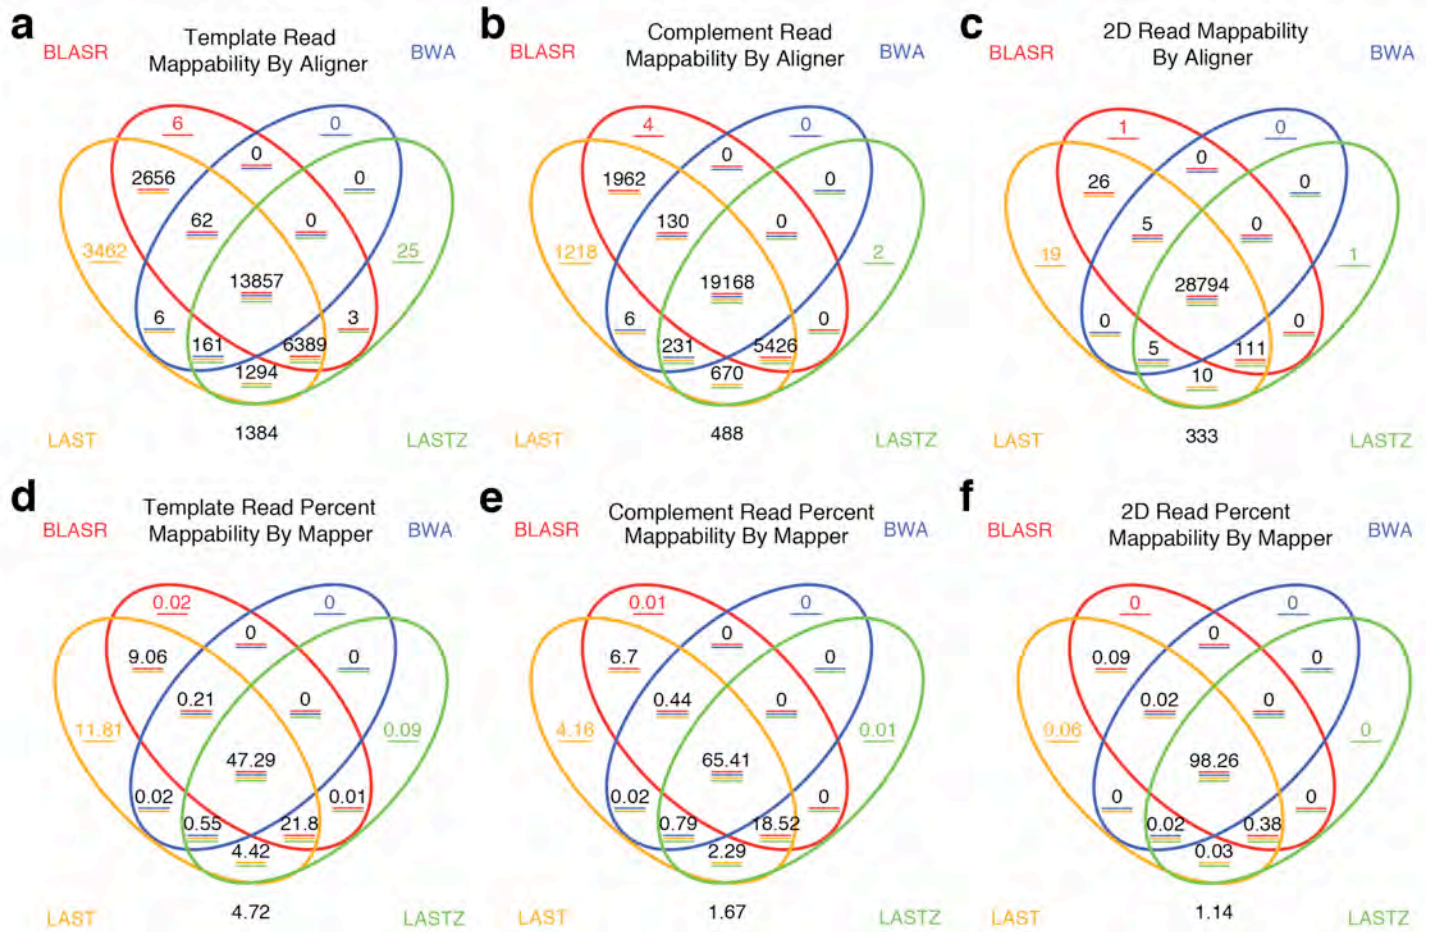 a
Template Read
Mappability By Aligner
BLASR
BWA
6
0
0
2656
0
62
0
3462
25
13857
6
3
161
6389
1294
LAST
1384
LASTZ
b
Complement Read
Mappability By Aligner
BLASR
BWA
4
0
0
1962
0
130
0
1218
2
19168
6
0
231
5426
670
LAST
488
LASTZ
c
2D Read Mappability
By Aligner
BLASR
BWA
1
0
0
26
0
5
0
19
1
28794
0
0
5
111
10
LAST
333
LASTZ
d
Template Read Percent
Mappability By Mapper
BLASR
BWA
0.02
0
0
9.06
0
0.21
0
11.81
0.09
47.29
0.02
0.01
0.55
21.8
4.42
LAST
4.72
LASTZ
e
Complement Read Percent
Mappability By Mapper
BLASR
BWA
0.01
0
0
6.7
0
0.44
0
4.16
0.01
65.41
0.02
0
0.79
18.52
2.29
LAST
1.67
LASTZ
f
2D Read Percent
Mappability By Mapper
BLASR
BWA
0
0
0
0.09
0
0.02
0
0.06
0
98.26
0
0
0.02
0.38
0.03
LAST
1.14
LASTZ